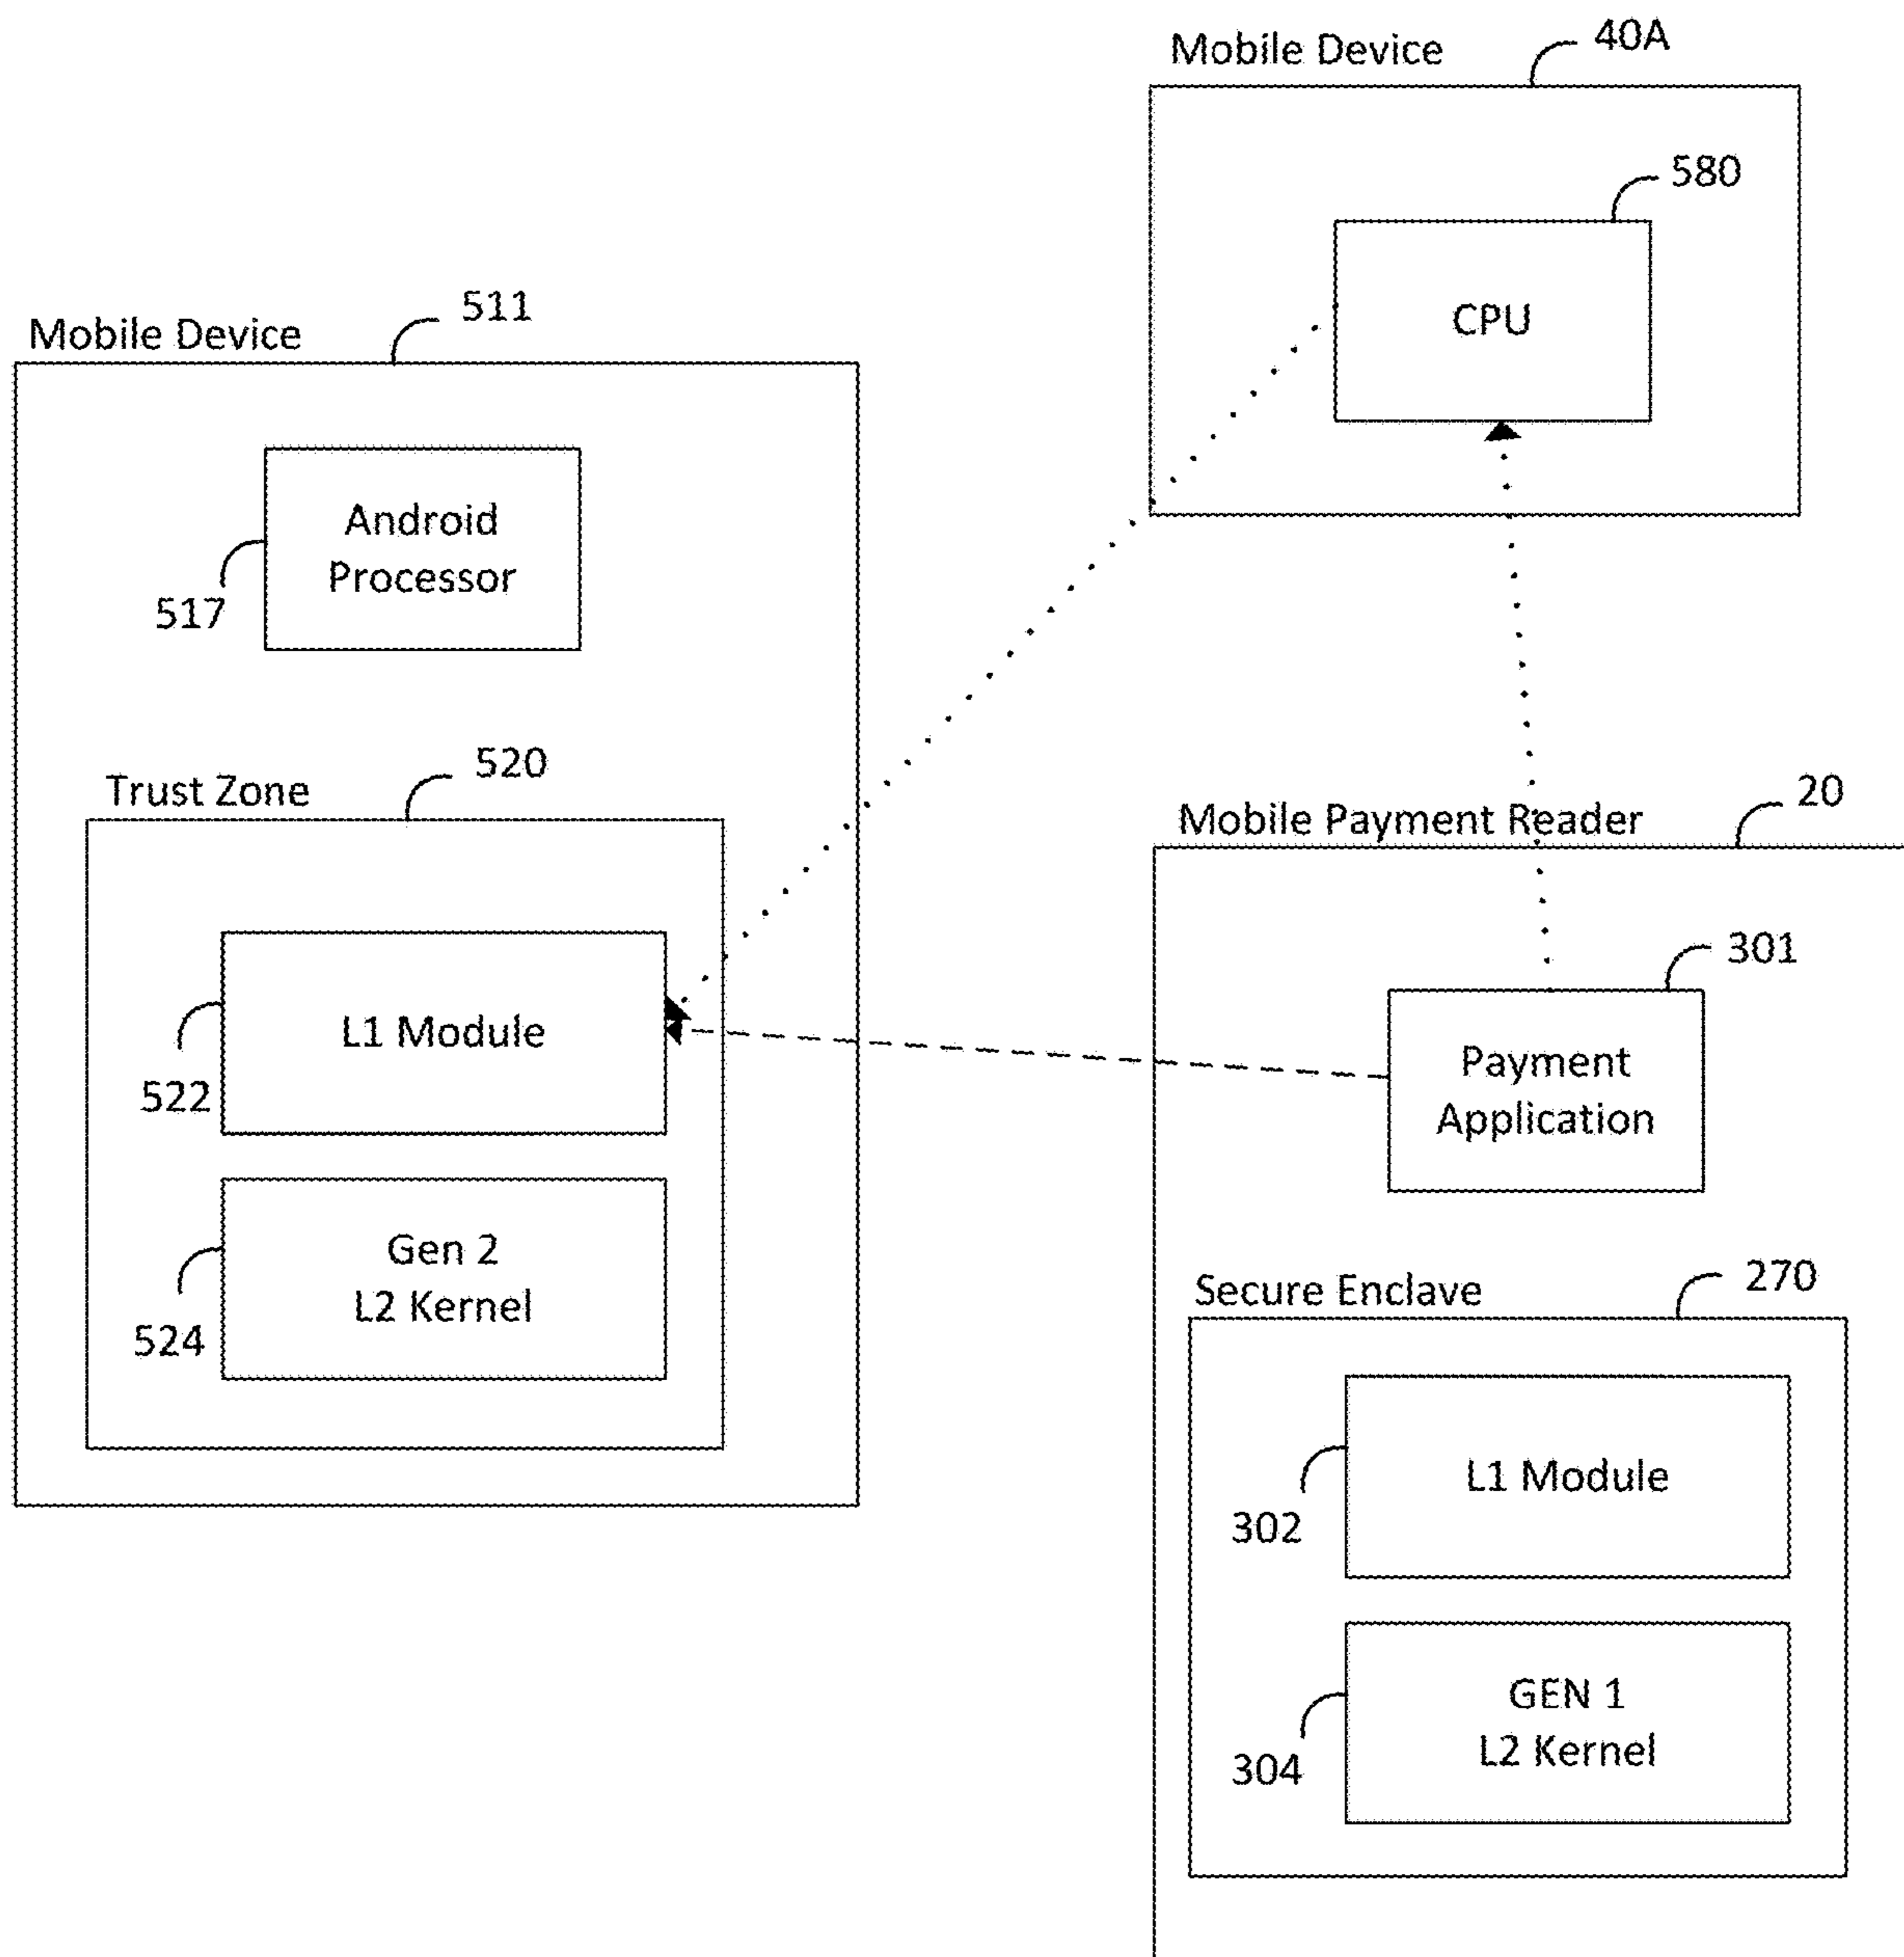 Mobile Device
40A
580
CPU
Mobile Device
511
Android
Processor
517
Trust Zone
520
L1 Module
522
Gen 2
L2 Kernel
524
Mobile Payment Reader
20
301
Payment
Application
Secure Enclave
270
L1 Module
302
GEN 1
L2 Kernel
304